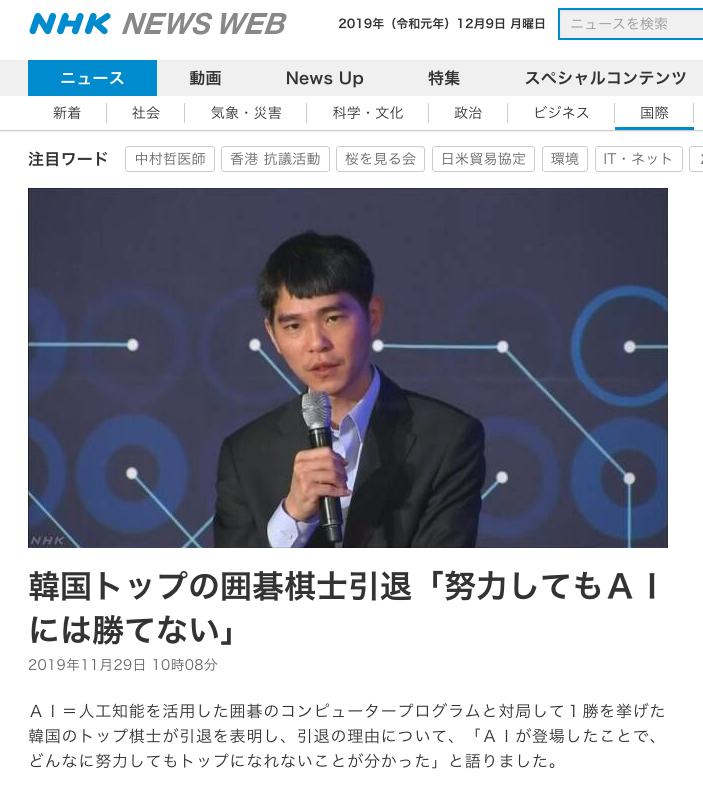 NHK NEWS WEB
2019年（令和元年）12月9日 月曜日
ニュースを検索
ニュース 動画 News Up 特集 スペシャルコンテンツ
新着 社会 気象・災害 科学・文化 政治 ビジネス 国際
注目ワード 中村哲医師 香港 抗議活動 桜を見る会 日米貿易協定 環境 IT・ネット
NHK
韓国トップの囲碁棋士引退「努力してもＡＩ
には勝てない」
2019年11月29日 10時08分
ＡＩ＝人工知能を活用した囲碁のコンピュータープログラムと対局して１勝を挙げた
韓国のトップ棋士が引退を表明し、引退の理由について、「ＡＩが登場したことで、
どんなに努力してもトップになれないことが分かった」と語りました。